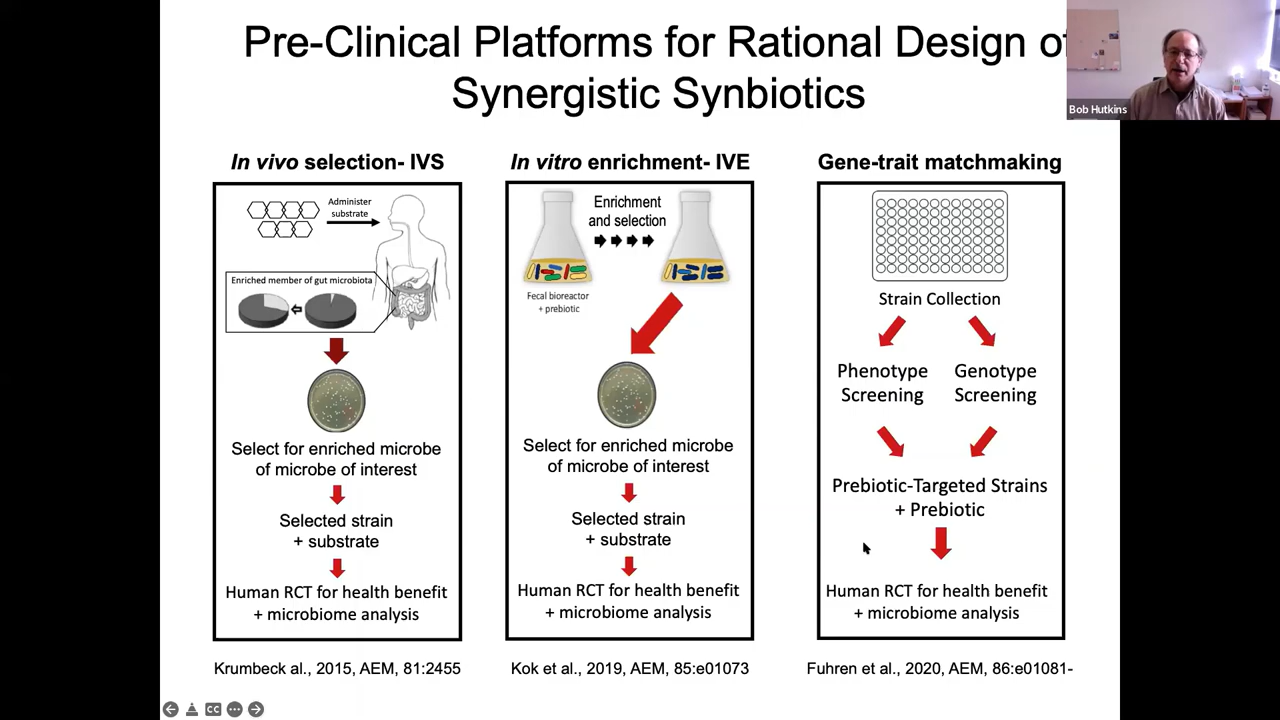 Pre-Clinical Platforms for Rational Design of
Synergistic Synbiotics
Bob Hutkins
In vivo selection- IVS
Administer
substrate
Enriched member of gut microbiota
Select for enriched microbe
of microbe of interest
Selected strain
+ substrate
Human RCT for health benefit
+ microbiome analysis
Krumbeck al., 2015, AEM, 81:2455
In vitro enrichment- IVE
Enrichment
and selection
Fecal bioreactor
+ prebiotic
Select for enriched microbe
of microbe of interest
Selected strain
+ substrate
Human RCT for health benefit
+ microbiome analysis
Kok et al., 2019, AEM, 85:e01073
Gene-trait matchmaking
Strain Collection
Phenotype
Screening
Genotype
Screening
Prebiotic-Targeted Strains
+ Prebiotic
Human RCT for health benefit
+ microbiome analysis
Fuhren et al., 2020, AEM, 86:e01081-
CC